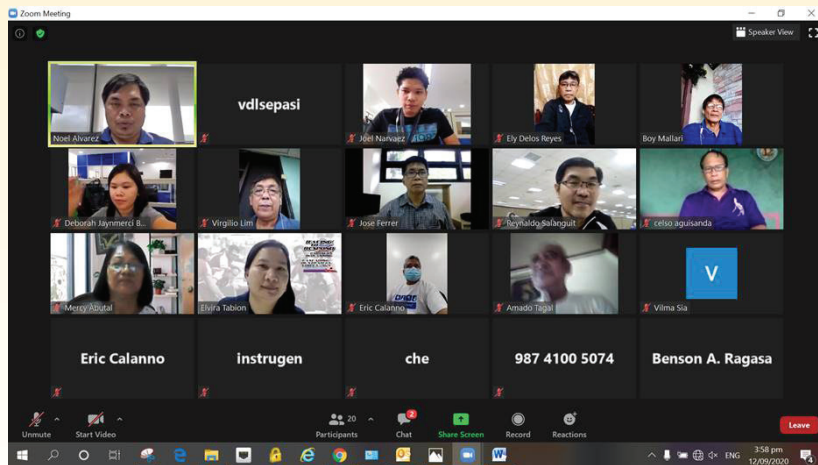 Zoom Meeting
Speaker View
Noel Alvarez
vdlsepasi
Joel Narvaez
Ely Delos Reyes
Boy Mallari
Deborah Jaynmerci B...
Virgilio Lim
Jose Ferrer
Reynaldo Salanguit
celso aguisanda
Mercy Abutal
Elvira Tabion
Eric Calanno
Amado Tagal
V
Vilma Sia
Eric Calanno
instrugen
che
987 4100 5074
Benson A. Ragasa
Unmute
Start Video
20
Participants
2
Chat
Share Screen
Record
Reactions
Leave
ENG
3:58 pm
12/09/2020
4